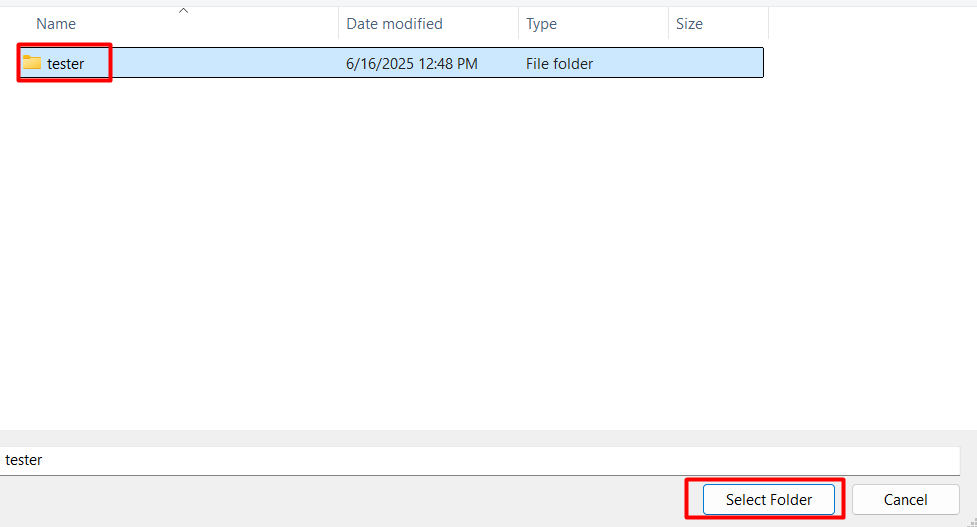 Name Date modified Type Size
tester 6/16/2025 12:48 PM File folder
tester
Select Folder Cancel